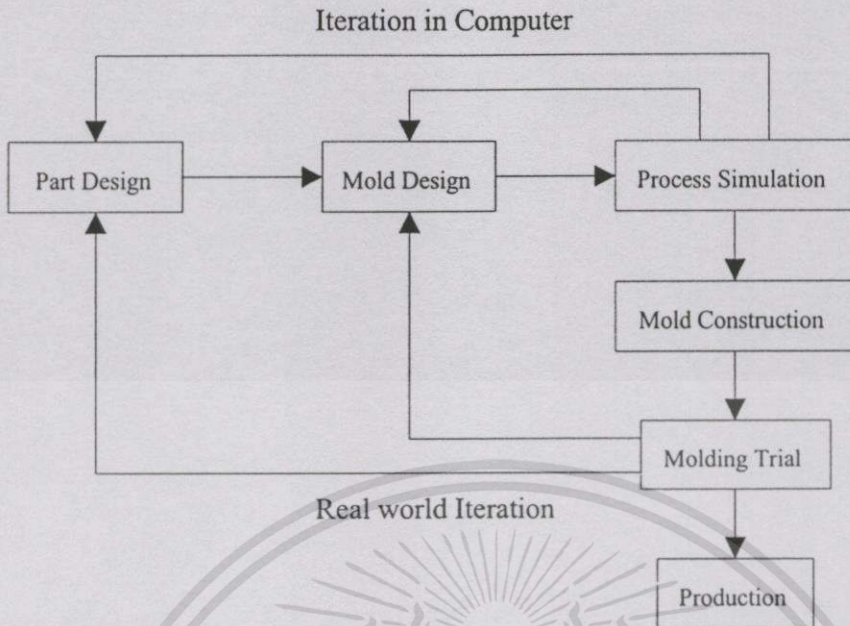 Iteration in Computer
Part Design
Mold Design
Process Simulation
Mold Construction
Molding Trial
Real world Iteration
Production